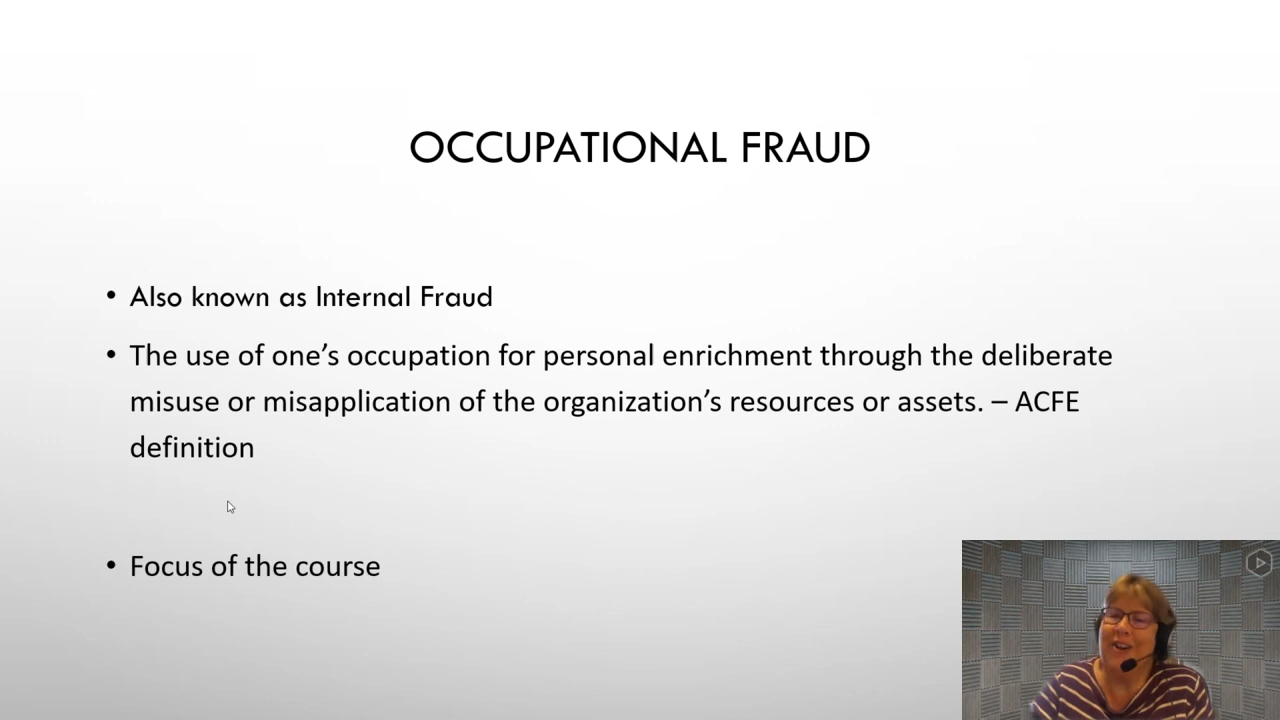 OCCUPATIONAL FRAUD
• Also known as Internal Fraud
• The use of one’s occupation for personal enrichment through the deliberate
misuse or misapplication of the organization’s resources or assets. – ACFE
definition
• Focus of the course